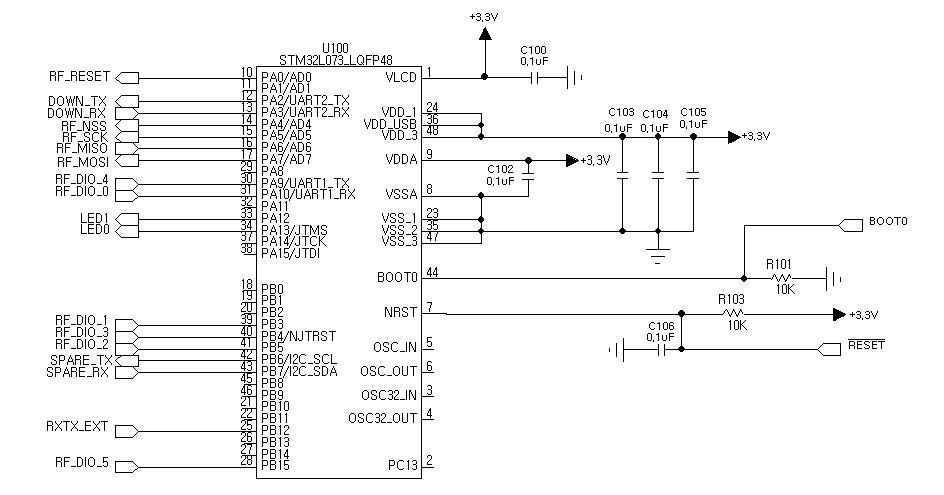 +3.3V
U100
STM32L073_LQFP48
C100
0.1uF
RF_RESET 10 PA0/AD0 VLCD 1
11 PA1/AD1
DOWN_TX 12 PA2/UART2_TX VDD_1 24
DOWN_RX 13 PA3/UART2_RX VDD_USB 36
RF_NSS 14 PA4/AD4 VDD_3 48
RF_SCK 15 PA5/AD5
RF_MISO 16 PA6/AD6
RF_MOSI 17 PA7/AD7 VDDA 9 +3.3V
C103 C104 C105
0.1uF 0.1uF 0.1uF
+3.3V
C102
0.1uF
29 PA8
RF_DIO_4 30 PA9/UART1_TX
RF_DIO_0 31 PA10/UART1_RX VSSA 8
32 PA11
LED1 33 PA12 VSS_1 23
LED0 34 PA13/JTMS VSS_2 35
37 PA14/JTCK VSS_3 47
38 PA15/JTDI
BOOT0
BOOT0 44
R101
10K
18 PB0
19 PB1
20 PB2 NRST 7
R103
10K
+3.3V
RF_DIO_1 39 PB3
RF_DIO_3 40 PB4/NJTRST
RF_DIO_2 41 PB5 OSC_IN 5
C106
0.1uF
RESET
SPARE_TX 42 PB6/I2C_SCL
SPARE_RX 43 PB7/I2C_SDA OSC_OUT 6
45 PB8
46 PB9 OSC32_IN 3
21 PB10
22 PB11 OSC32_OUT 4
RXTX_EXT 25 PB12
26 PB13
27 PB14
RF_DIO_5 28 PB15 PC13 2